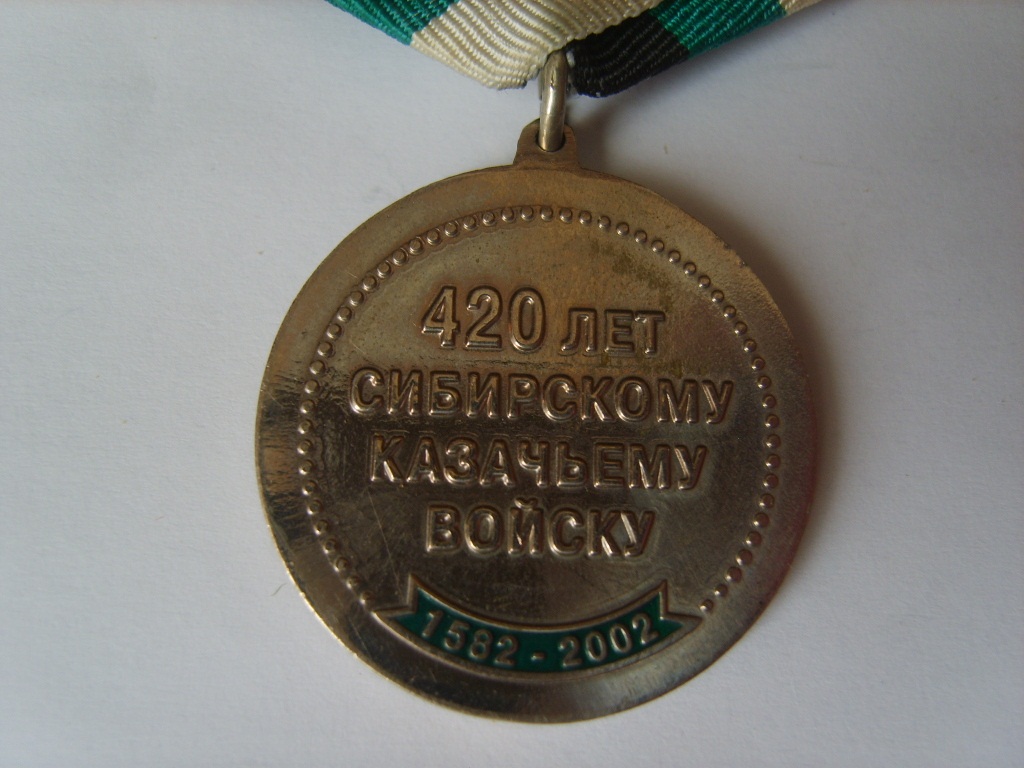 420 ЛЕТ
СИБИРСКОМУ
КАЗАЧЬЕМУ
ВОЙСКУ
1582 - 2002